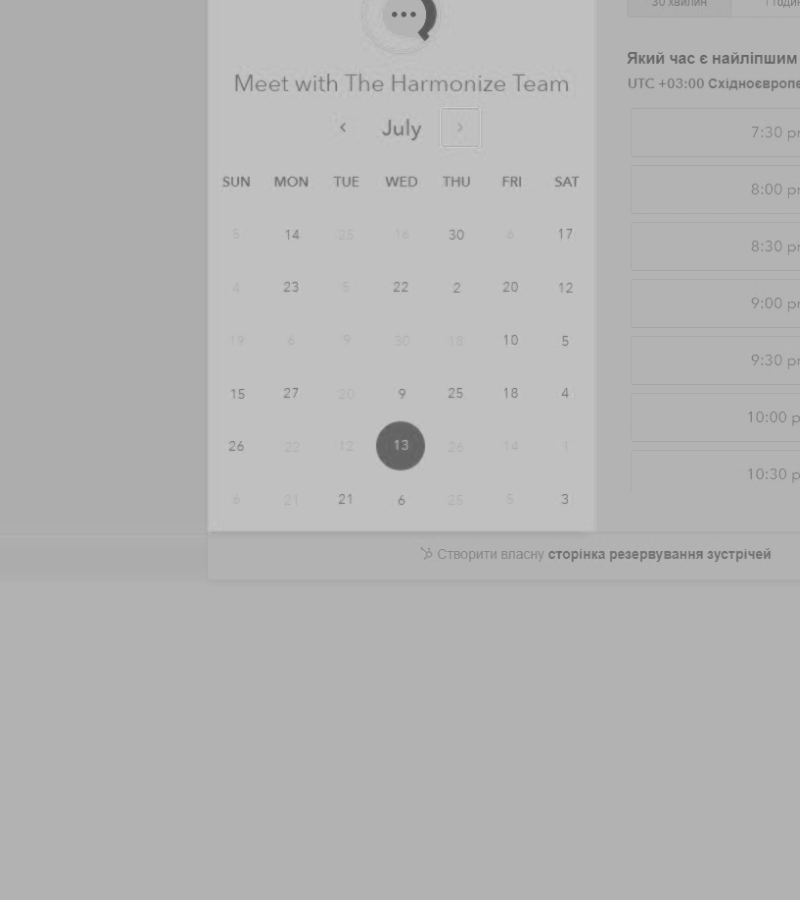 30 хвилин
Який час є найліпшим
Meet with The Harmonize Team
UTC +03:00
July
7:30
SUN MON TUE WED THU FRI SAT
8:00
5 14 25 16 30 6 17
8:30
4 23 5 22 2 20 12
9:00
19 6 9 30 18 10 5
9:30
15 27 20 9 25 18 4
10:00
26 22 12 13 26 14 1
10:30
6 21 21 6 25 5 3
Створити власну сторінка резервування зустрічей